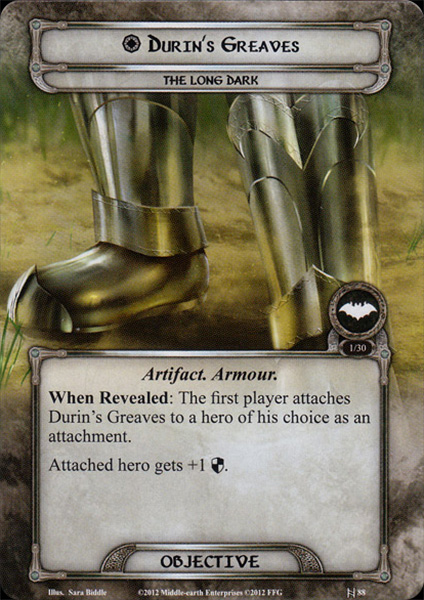 Durin's Greaves
The Long Dark
1/30
Artifact. Armour.
When Revealed: The first player attaches
Durin's Greaves to a hero of his choice as an
attachment.
Attached hero gets +1 .
Objective
Illus. Sara Biddle ©2012 Middle-earth Enterprises ©2012 FFG 88